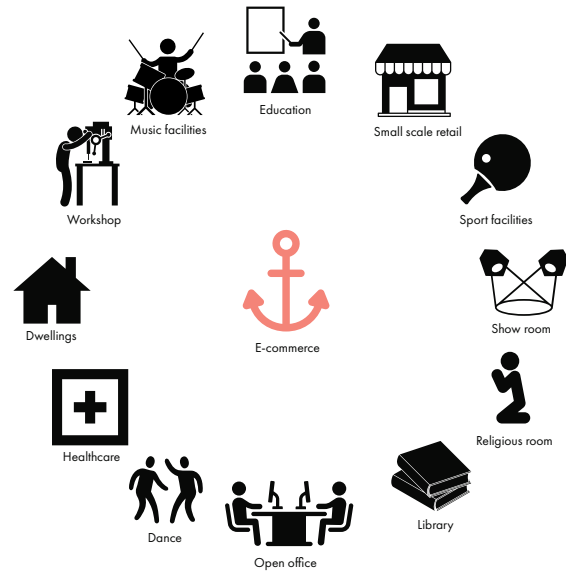 Education
Music facilities
Small scale retail
Workshop
Sport facilities
Dwellings
Show room
E-commerce
Healthcare
Religious room
Dance
Library
Open office